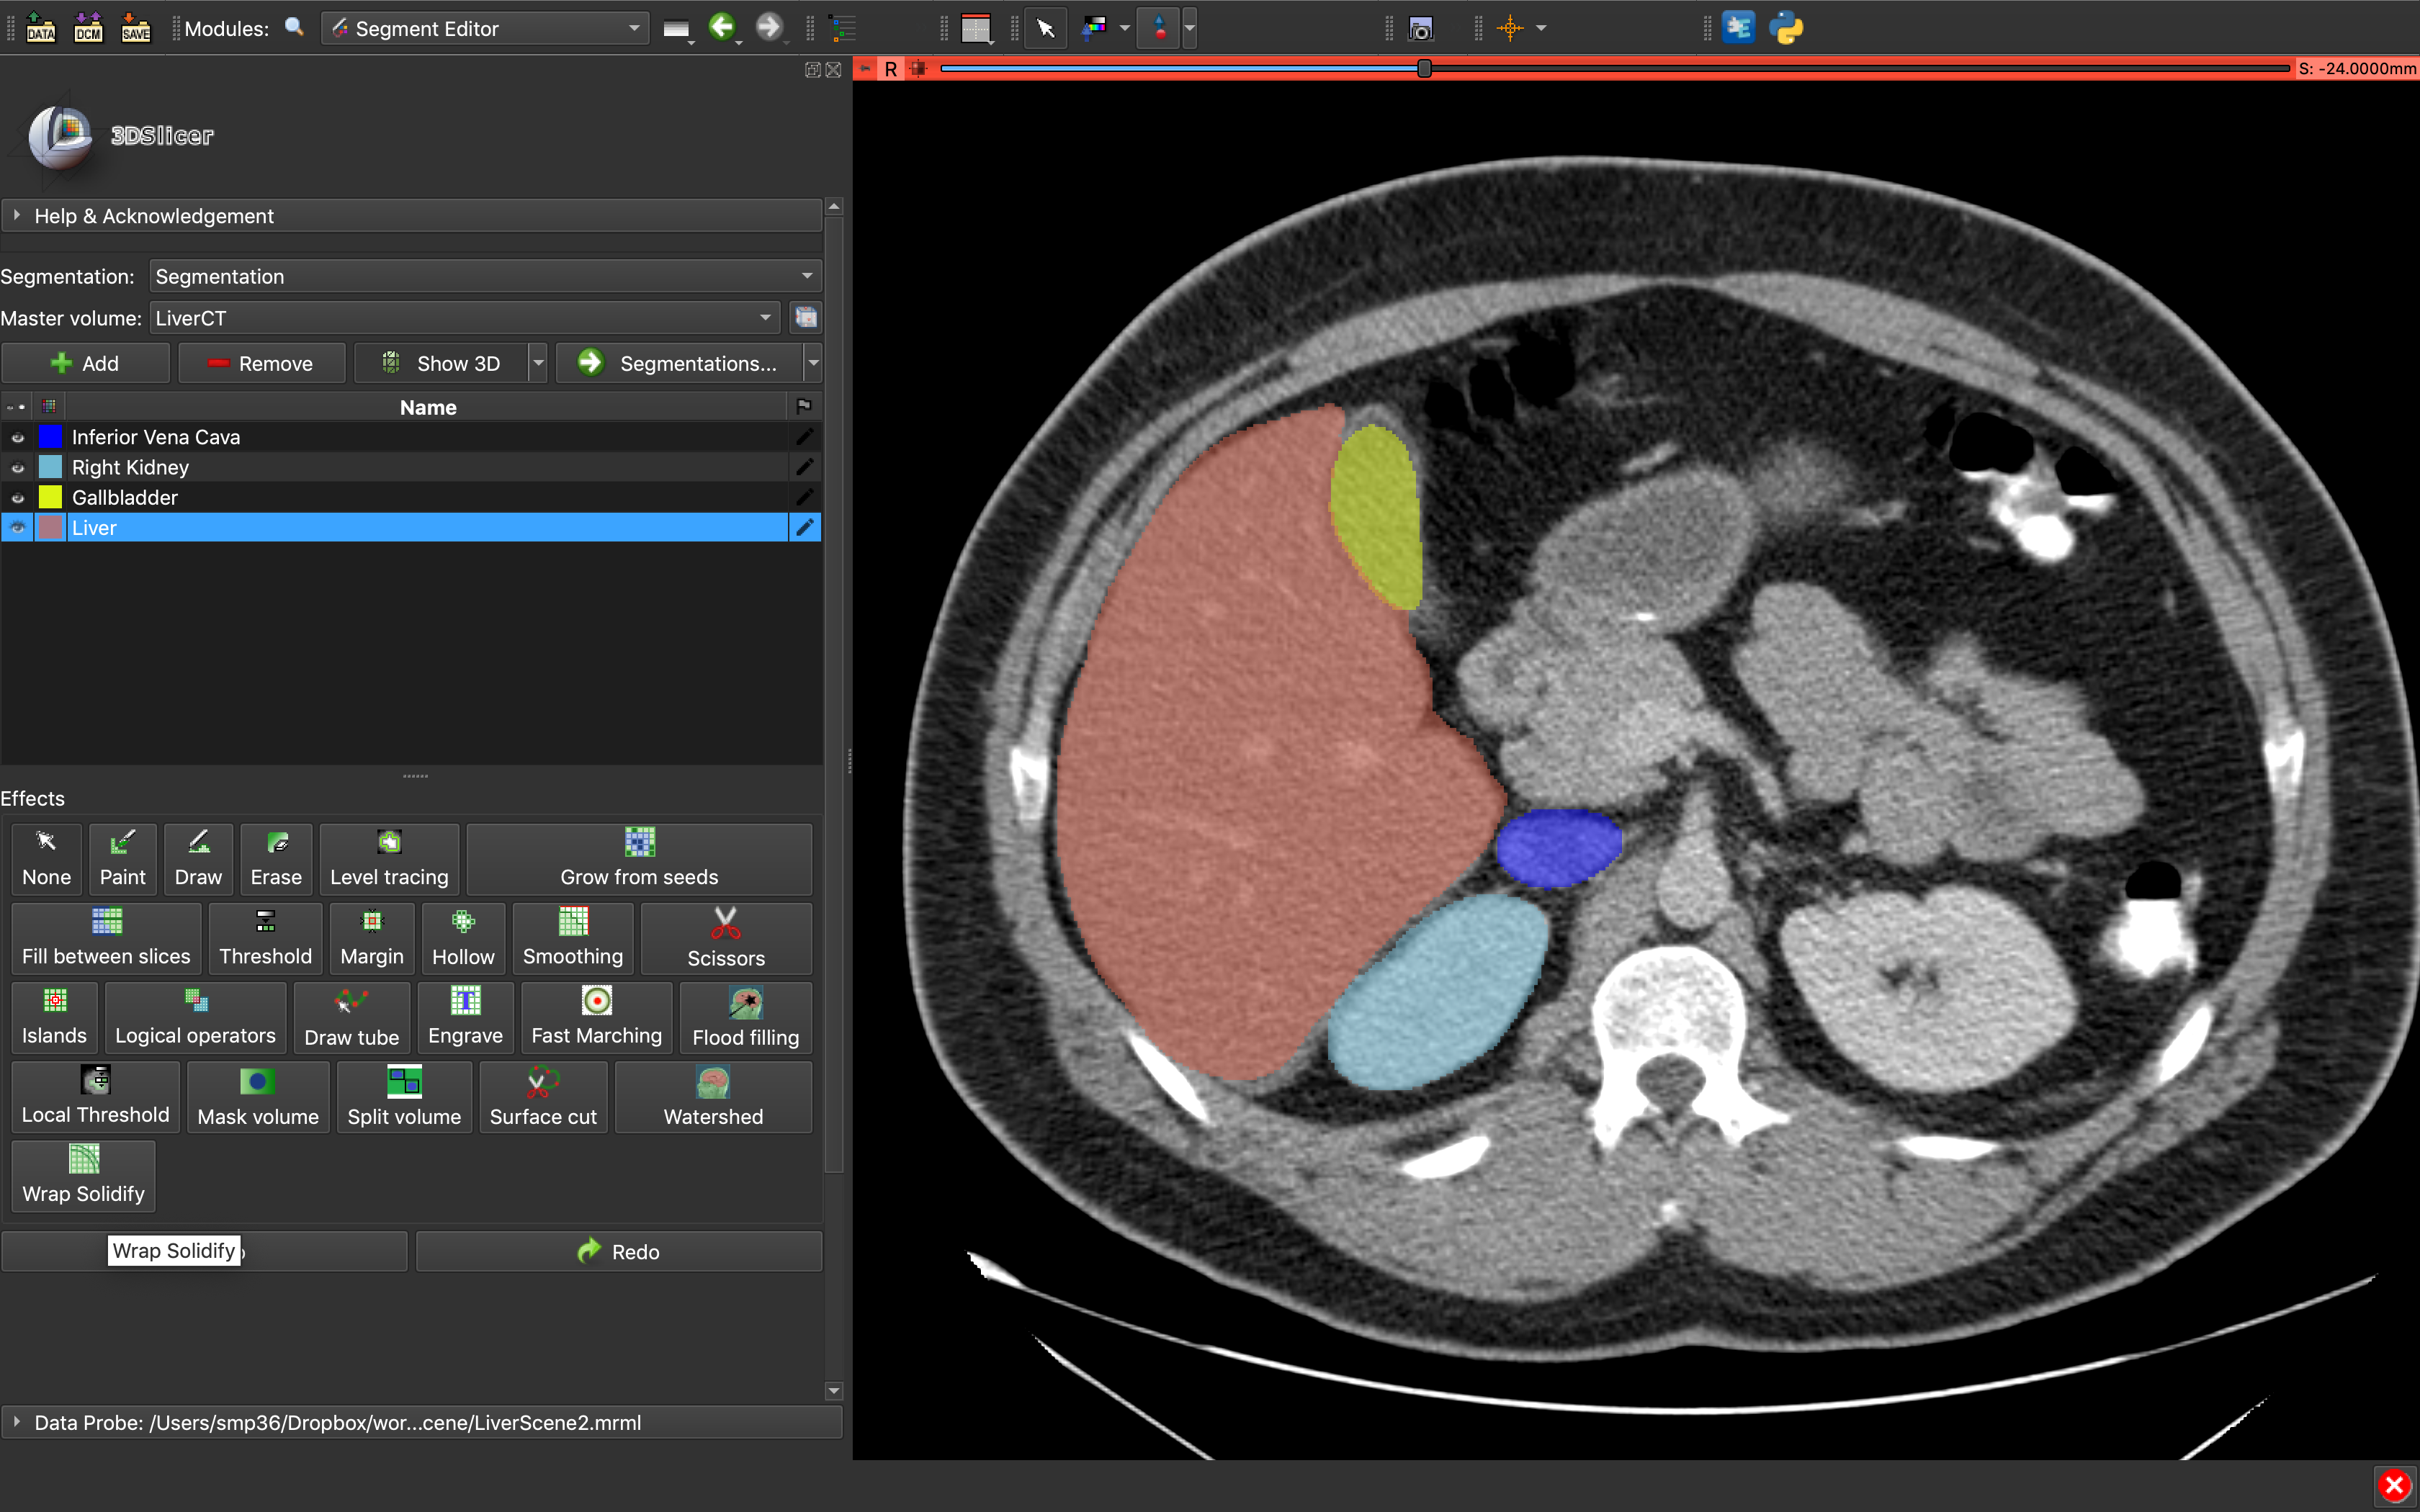 DATA DCM SAVE Modules: Segment Editor
R S: -24.0000mm
3DSlicer
Help & Acknowledgement
Segmentation: Segmentation
Master volume: LiverCT
Add Remove Show 3D Segmentations...
Name
Inferior Vena Cava
Right Kidney
Gallbladder
Liver
Effects
None Paint Draw Erase Level tracing Grow from seeds
Fill between slices Threshold Margin Hollow Smoothing Scissors
Islands Logical operators Draw tube Engrave Fast Marching Flood filling
Local Threshold Mask volume Split volume Surface cut Watershed
Wrap Solidify
Wrap Solidify Redo
Data Probe: /Users/smp36/Dropbox/wor...cene/LiverScene2.mrml